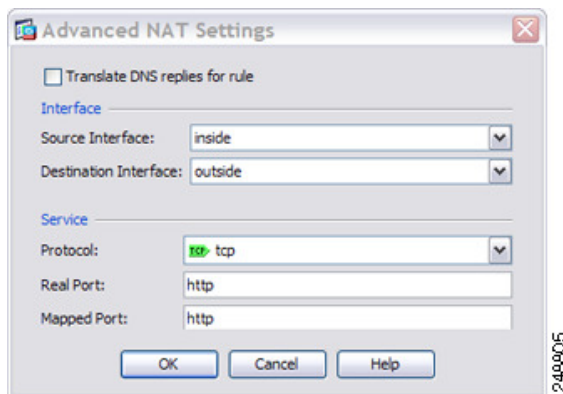 Advanced NAT Settings
Translate DNS replies for rule
Interface
Source Interface: inside
Destination Interface: outside
Service
Protocol: TCP tcp
Real Port: http
Mapped Port: http
OK Cancel Help
248905